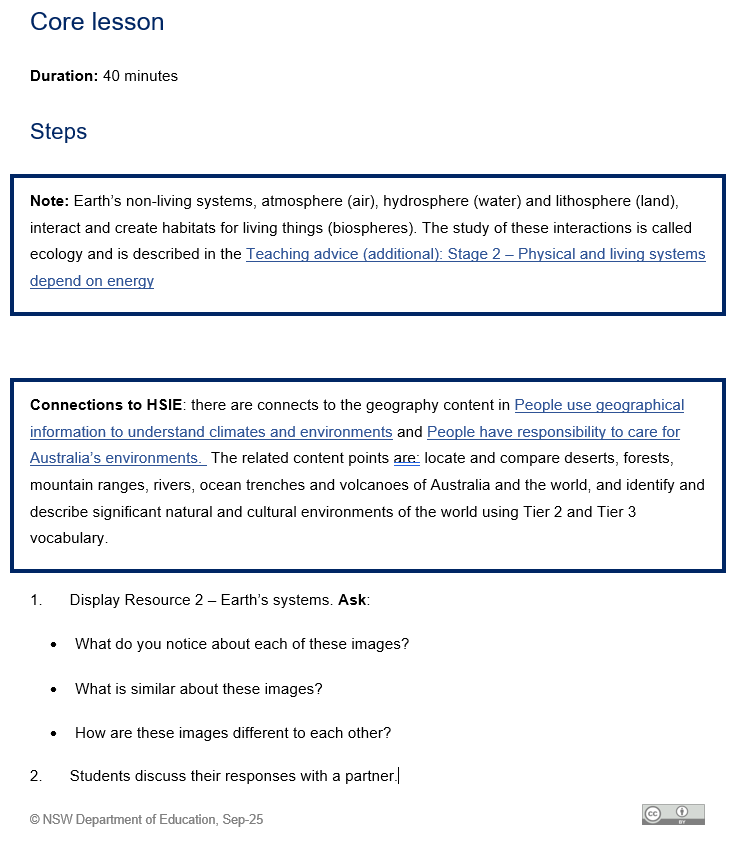 Core lesson
Duration: 40 minutes
Steps
Note: Earth's non-living systems, atmosphere (air), hydrosphere (water) and lithosphere (land),
interact and create habitats for living things (biospheres). The study of these interactions is called
ecology and is described in the Teaching advice (additional): Stage 2 – Physical and living systems
depend on energy
Connections to HSIE: there are connects to the geography content in People use geographical
information to understand climates and environments and People have responsibility to care for
Australia's environments. The related content points are: locate and compare deserts, forests,
mountain ranges, rivers, ocean trenches and volcanoes of Australia and the world, and identify and
describe significant natural and cultural environments of the world using Tier 2 and Tier 3
vocabulary.
1. Display Resource 2 – Earth's systems. Ask:
• What do you notice about each of these images?
• What is similar about these images?
• How are these images different to each other?
2. Students discuss their responses with a partner.
© NSW Department of Education, Sep-25
cc BY